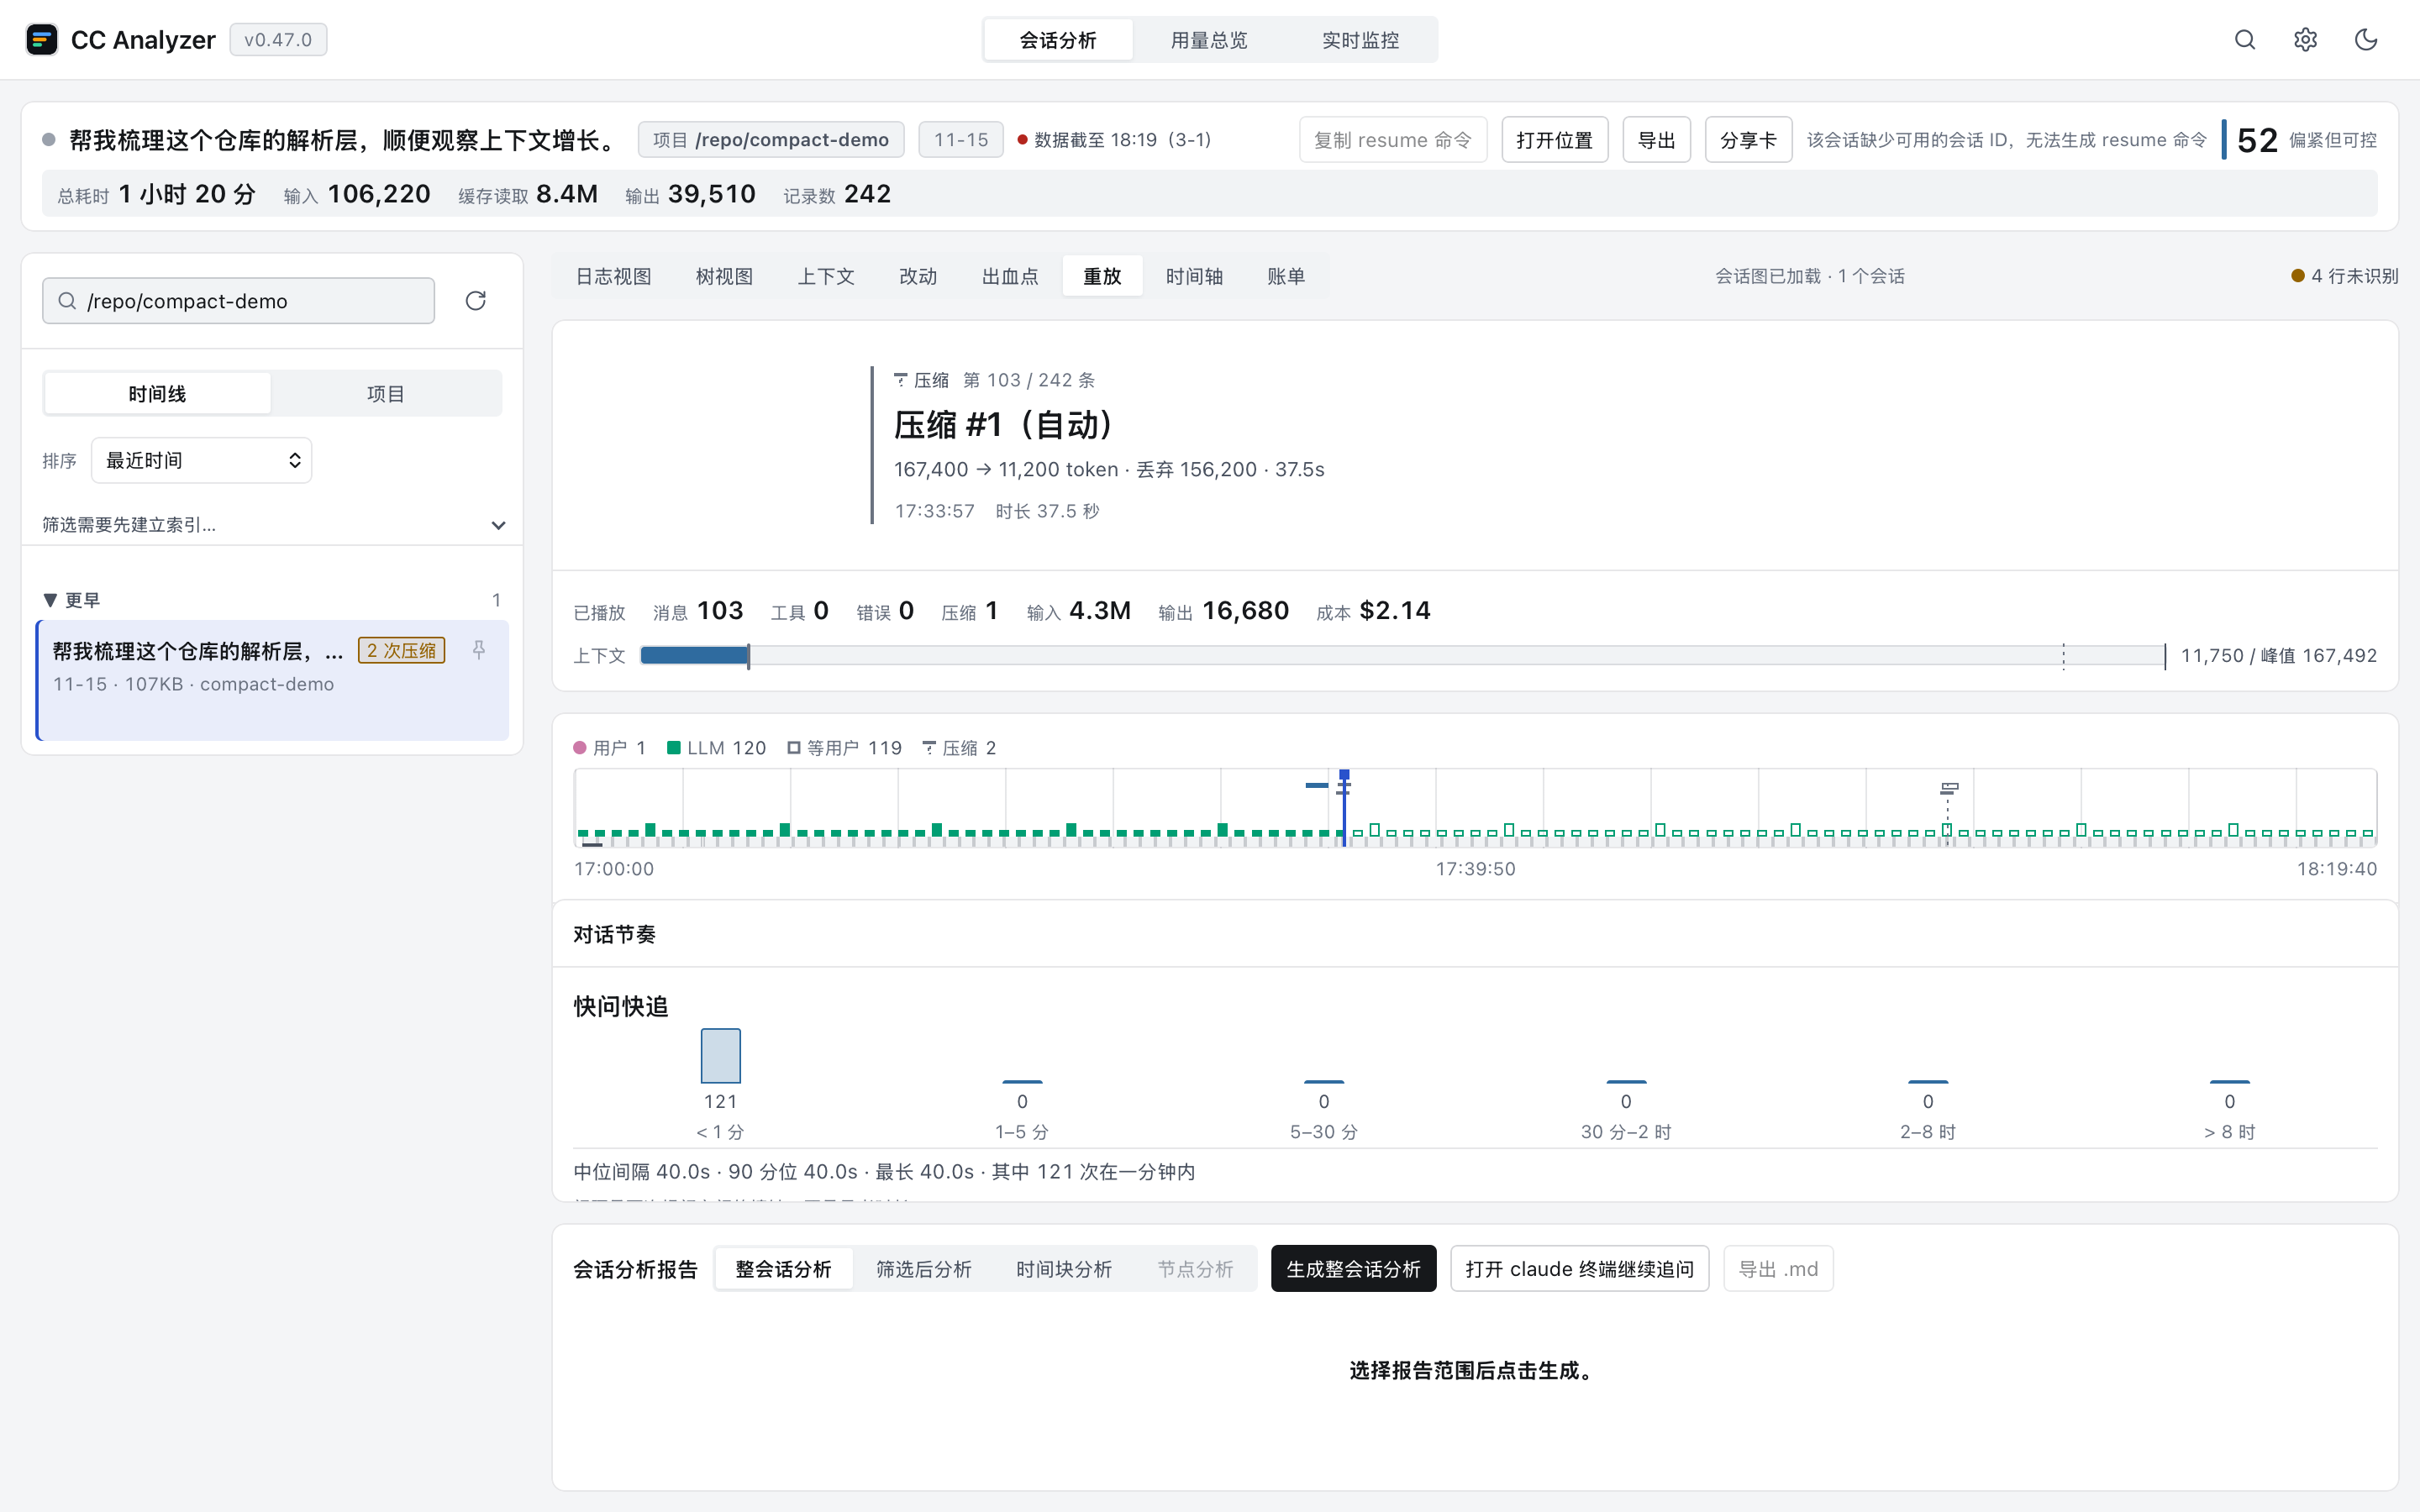 CC Analyzer v0.47.0
会话分析 用量总览 实时监控
帮我梳理这个仓库的解析层，顺便观察上下文增长。 项目 /repo/compact-demo 11-15 数据截至 18:19 (3-1) 复制 resume 命令 打开位置 导出 分享卡 该会话缺少可用的会话 ID，无法生成 resume 命令 52 偏紧但可控
总耗时 1 小时 20 分 输入 106,220 缓存读取 8.4M 输出 39,510 记录数 242
/repo/compact-demo
时间线 项目
排序 最近时间
筛选需要先建立索引...
▼ 更早 1
帮我梳理这个仓库的解析层，... 2 次压缩
11-15 · 107KB · compact-demo
日志视图 树视图 上下文 改动 出血点 重放 时间轴 账单 会话图已加载 · 1 个会话 4 行未识别
压缩 第 103 / 242 条
压缩 #1（自动）
167,400 → 11,200 token · 丢弃 156,200 · 37.5s
17:33:57 时长 37.5 秒
已播放 消息 103 工具 0 错误 0 压缩 1 输入 4.3M 输出 16,680 成本 $2.14
上下文 11,750 / 峰值 167,492
用户 1 LLM 120 等用户 119 压缩 2
17:00:00 17:39:50 18:19:40
对话节奏
快问快追
121 0 0 0 0 0
< 1 分 1–5 分 5–30 分 30 分–2 时 2–8 时 > 8 时
中位间隔 40.0s · 90 分位 40.0s · 最长 40.0s · 其中 121 次在一分钟内
会话分析报告 整会话分析 筛选后分析 时间块分析 节点分析 生成整会话分析 打开 claude 终端继续追问 导出 .md
选择报告范围后点击生成。